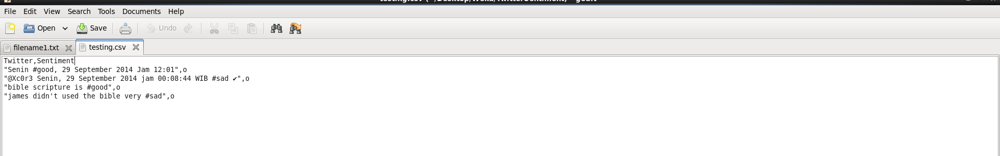 File Edit View Search Tools Documents Help
Open Save Undo
filename1.txt testing.csv
Twitter,Sentiment
"Senin #good, 29 September 2014 Jam 12:01",o
"@Xc0r3 Senin, 29 September 2014 jam 00:08:44 WIB #sad ✔",o
"bible scripture is #good",o
"james didn't used the bible very #sad",o